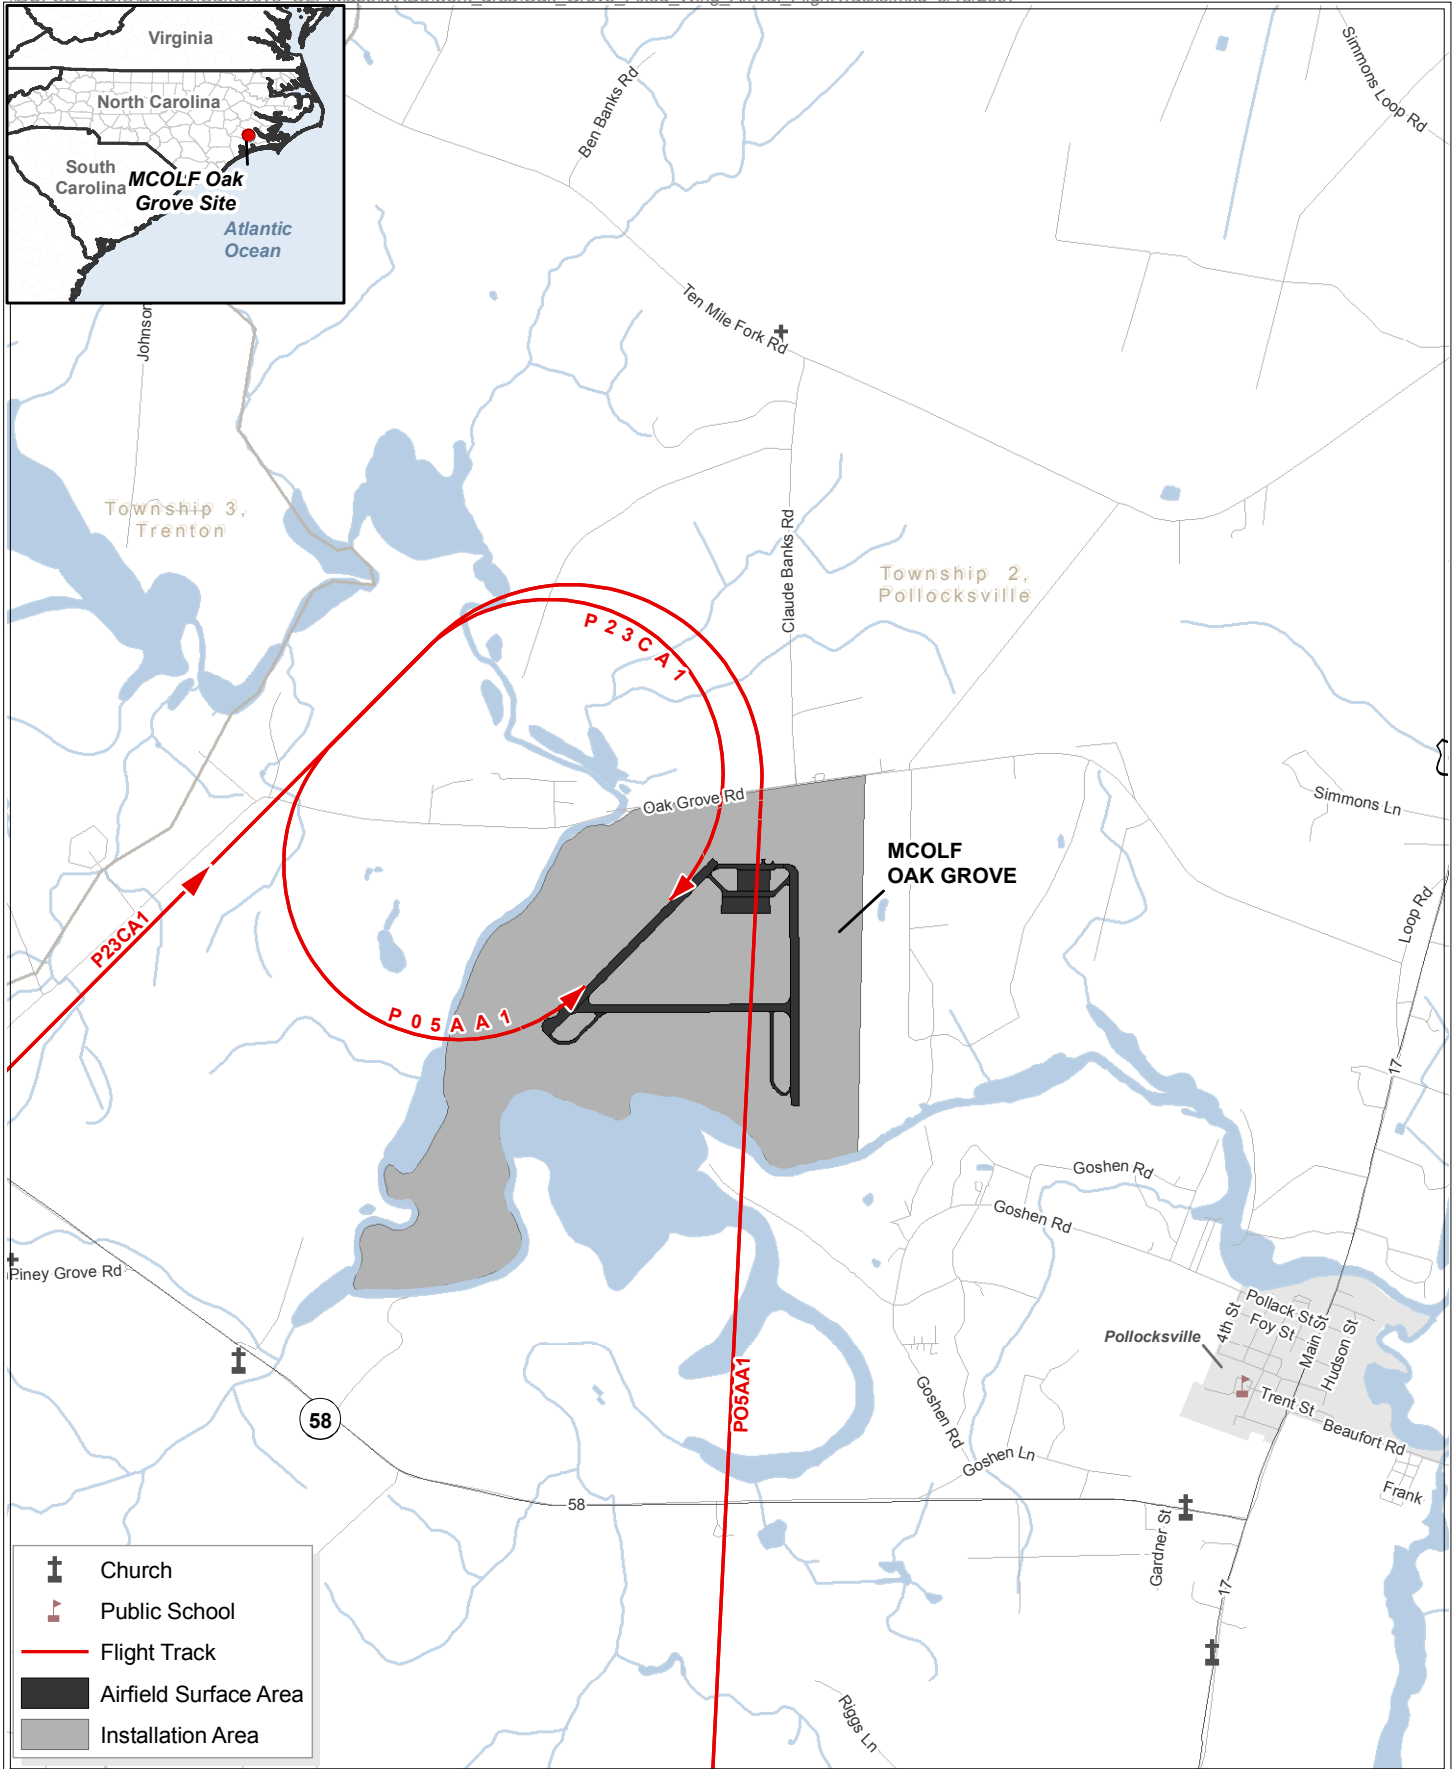 Virginia
North Carolina
South
Carolina
MCOLF Oak
Grove Site
Atlantic
Ocean
Ben Banks Rd
Simmons Loop Rd
Johnson
Ten Mile Fork Rd
Township 3,
Trenton
Claude Banks Rd
Township 2,
Pollocksville
P23CA1
Oak Grove Rd
Simmons Ln
MCOLF
OAK GROVE
Loop Rd
P23CA1
P05AA1
17
Goshen Rd
Goshen Rd
Piney Grove Rd
Pollack St
4th St
Foy St
Main St
Hudson St
Pollocksville
PO5AA1
Goshen Rd
Trent St
Beaufort Rd
58
Goshen Ln
Frank
58
Gardner St
17
Riggs Ln
Church
Public School
Flight Track
Airfield Surface Area
Installation Area